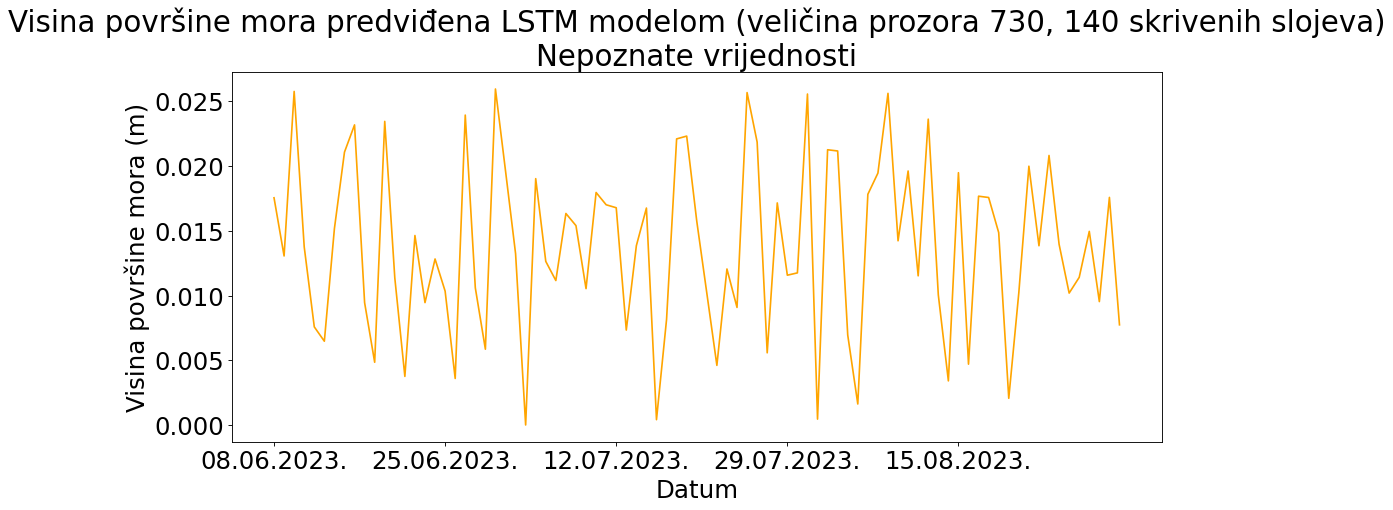 Visina površine mora predviđena LSTM modelom (veličina prozora 730, 140 skrivenih slojeva)
Nepoznate vrijednosti
Visina površine mora (m)
0.025
0.020
0.015
0.010
0.005
0.000
08.06.2023. 25.06.2023. 12.07.2023. 29.07.2023. 15.08.2023.
Datum